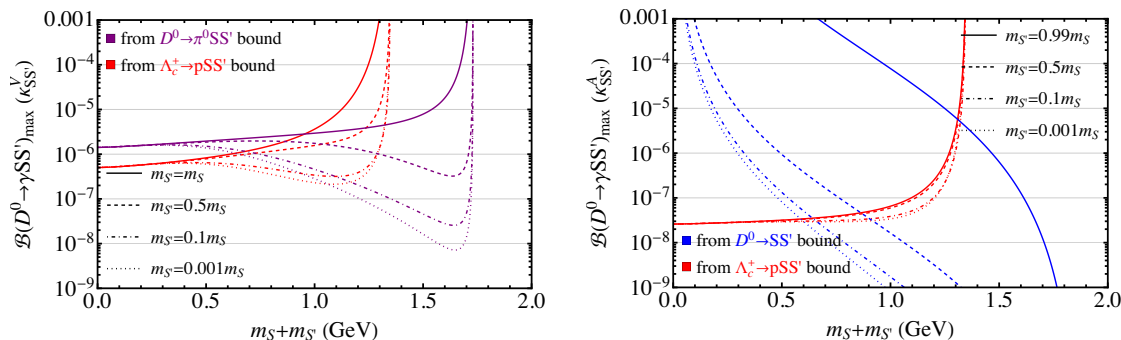 0.001
10⁻⁴
10⁻⁵
10⁻⁶
10⁻⁷
10⁻⁸
10⁻⁹
ℬ(D⁰→γSS')max (κ^V_SS')
from D⁰→π⁰SS' bound
from Λc⁺→pSS' bound
mS'=mS
mS'=0.5mS
mS'=0.1mS
mS'=0.001mS
0.0 0.5 1.0 1.5 2.0
mS+mS' (GeV)
0.001
10⁻⁴
10⁻⁵
10⁻⁶
10⁻⁷
10⁻⁸
10⁻⁹
ℬ(D⁰→γSS')max (κ^A_SS')
mS'=0.99mS
mS'=0.5mS
mS'=0.1mS
mS'=0.001mS
from D⁰→SS' bound
from Λc⁺→pSS' bound
0.0 0.5 1.0 1.5 2.0
mS+mS' (GeV)